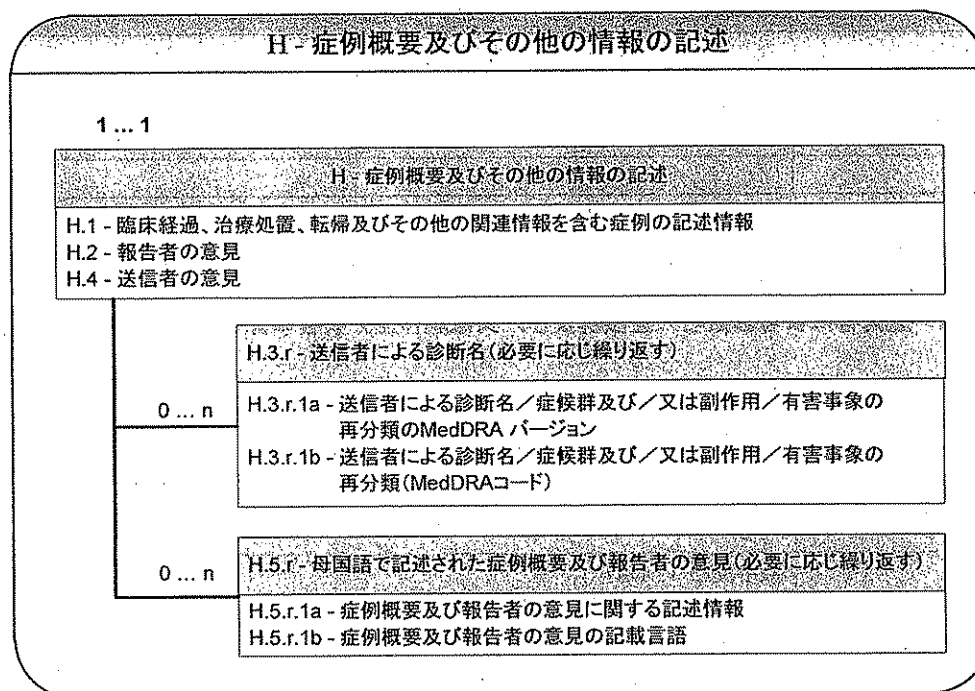 H - 症例概要及びその他の情報の記述
1 ... 1
H - 症例概要及びその他の情報の記述
H.1 - 臨床経過、治療処置、転帰及びその他の関連情報を含む症例の記述情報
H.2 - 報告者の意見
H.4 - 送信者の意見
H.3.r - 送信者による診断名(必要に応じ繰り返す)
0 ... n
H.3.r.1a - 送信者による診断名/症候群及び/又は副作用/有害事象の
再分類のMedDRA バージョン
H.3.r.1b - 送信者による診断名/症候群及び/又は副作用/有害事象の
再分類(MedDRAコード)
0 ... n
H.5.r - 母国語で記述された症例概要及び報告者の意見(必要に応じ繰り返す)
H.5.r.1a - 症例概要及び報告者の意見に関する記述情報
H.5.r.1b - 症例概要及び報告者の意見の記載言語